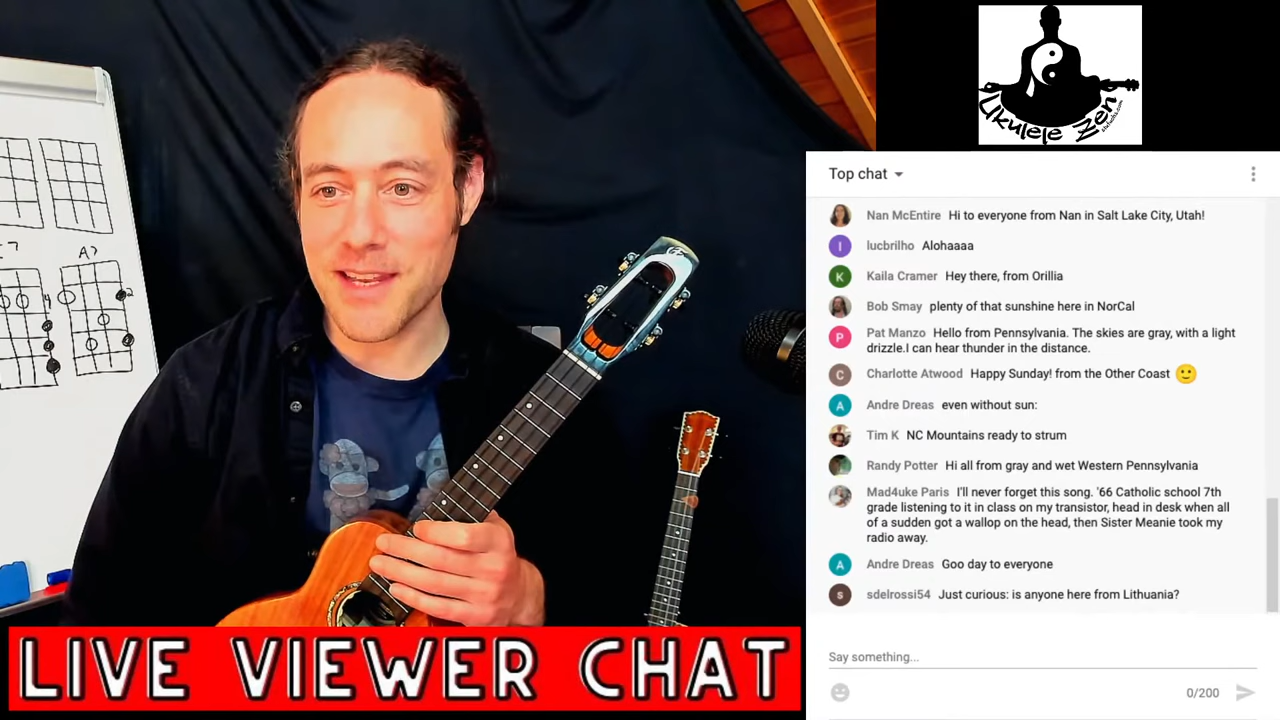 Ukulele Zen
Top chat
Nan McEntire Hi to everyone from Nan in Salt Lake City, Utah!
I
lucbrilho Alohaaaa
K
Kaila Cramer Hey there, from Orillia
Bob Smay plenty of that sunshine here in NorCal
P
Pat Manzo Hello from Pennsylvania. The skies are gray, with a light
drizzle.I can hear thunder in the distance.
C
Charlotte Atwood Happy Sunday! from the Other Coast 🙂
A
Andre Dreas even without sun:
Tim K NC Mountains ready to strum
Randy Potter Hi all from gray and wet Western Pennsylvania
Mad4uke Paris I'll never forget this song. '66 Catholic school 7th
grade listening to it in class on my transistor, head in desk when all
of a sudden got a wallop on the head, then Sister Meanie took my
radio away.
A
Andre Dreas Goo day to everyone
s
sdelrossi54 Just curious: is anyone here from Lithuania?
Say something...
0/200
A7
LIVE VIEWER CHAT